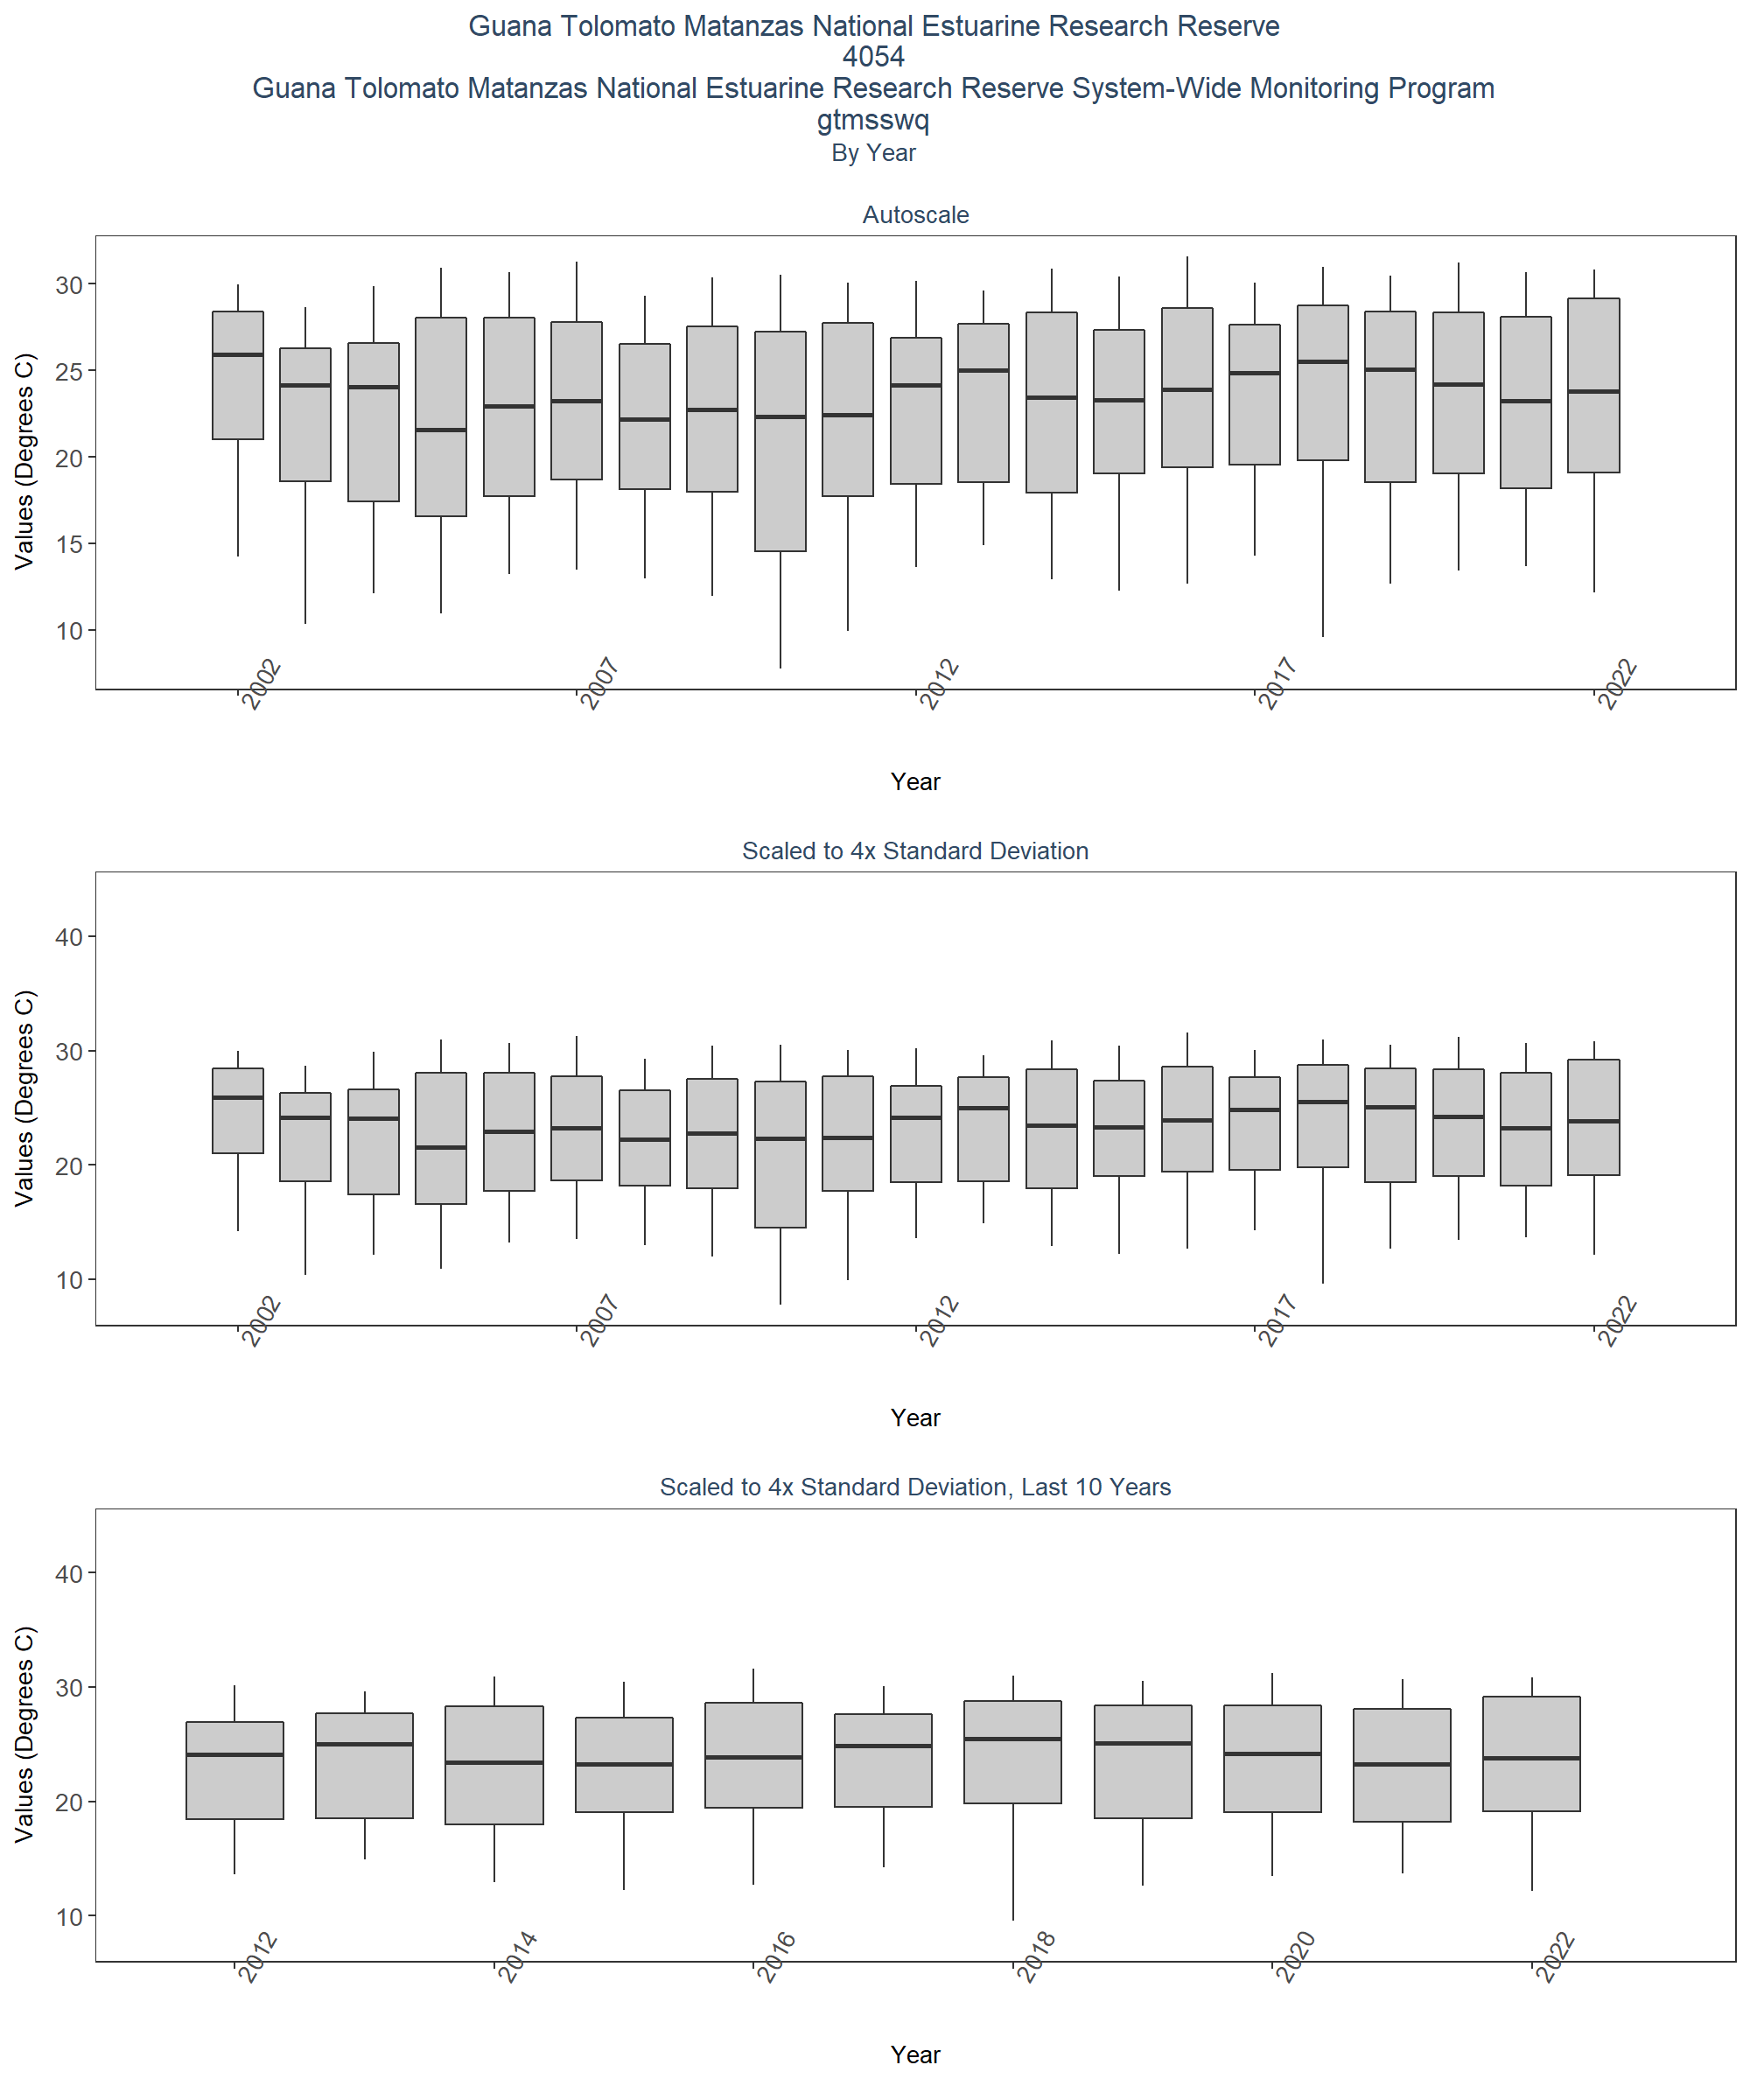 Guana Tolomato Matanzas National Estuarine Research Reserve
4054
Guana Tolomato Matanzas National Estuarine Research Reserve System-Wide Monitoring Program
gtmsswq
By Year
Autoscale
Values (Degrees C)
30
25
20
15
10
2002 2007 2012 2017 2022
Year
Scaled to 4x Standard Deviation
Values (Degrees C)
40
30
20
10
2002 2007 2012 2017 2022
Year
Scaled to 4x Standard Deviation, Last 10 Years
Values (Degrees C)
40
30
20
10
2012 2014 2016 2018 2020 2022
Year